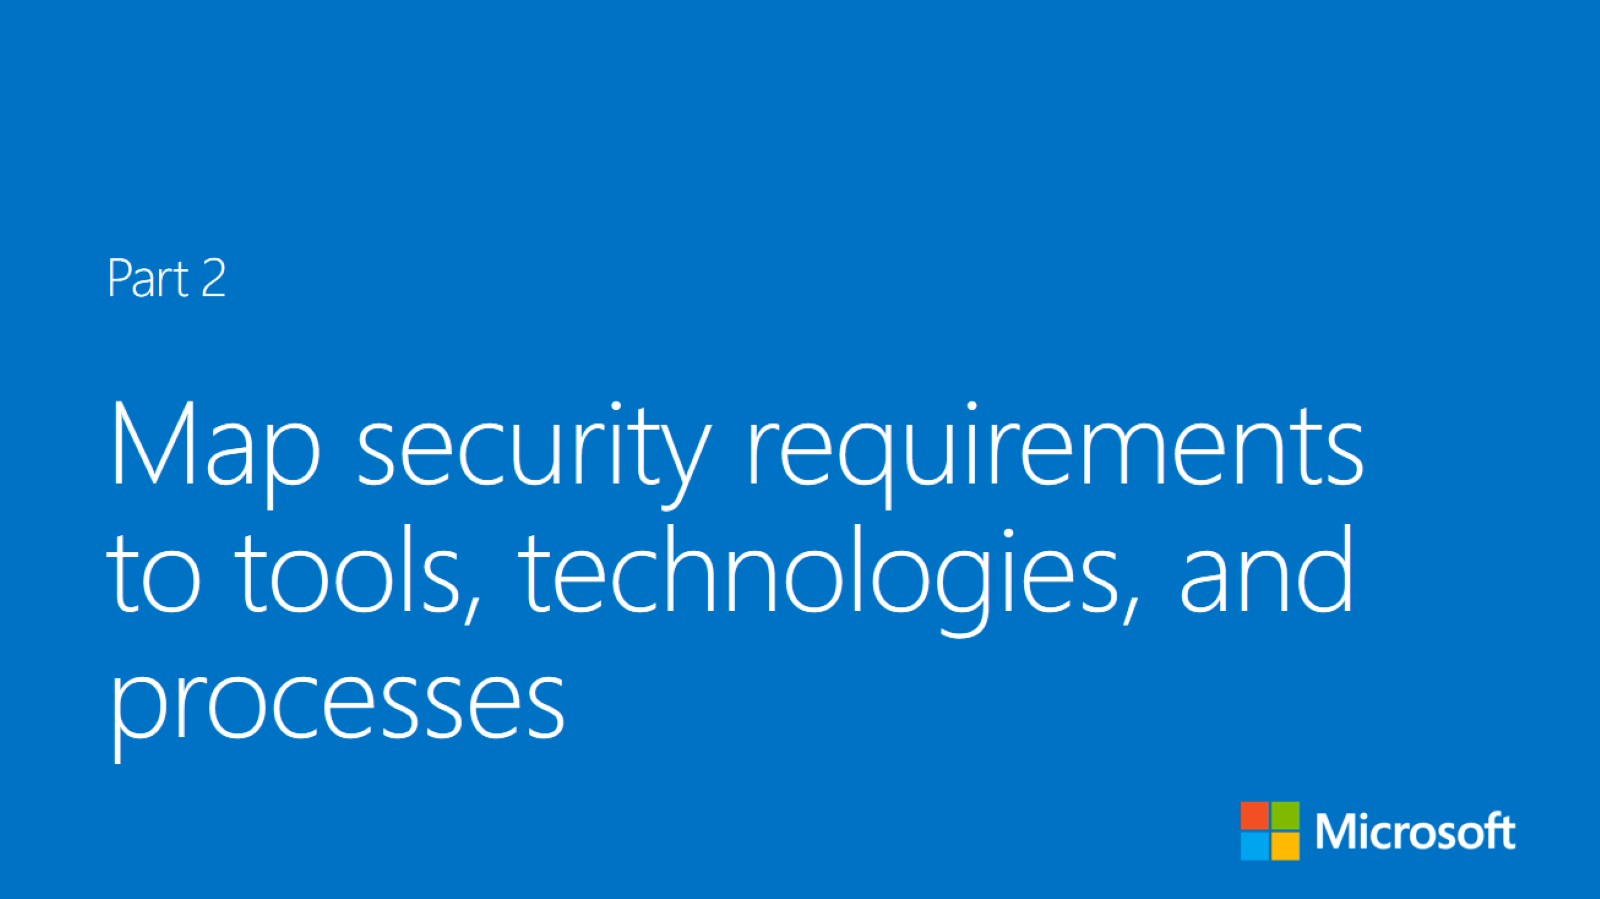 Part 2
Map security requirements
to tools, technologies, and
processes
Microsoft